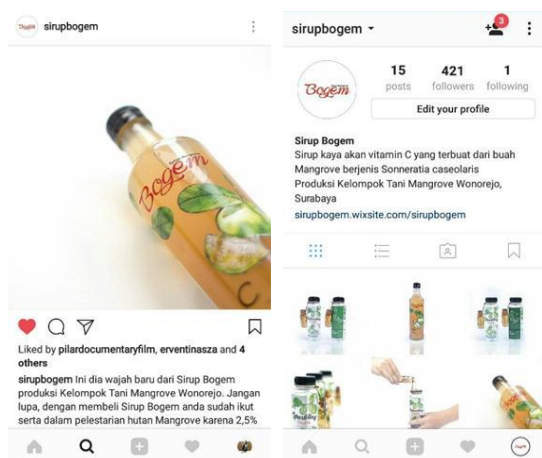 Bogem
sirupbogem
Bogem
C
Liked by pilardocumentaryfilm, erventinasza and 4
others
sirupbogem Ini dia wajah baru dari Sirup Bogem
produksi Kelompok Tani Mangrove Wonorejo. Jangan
lupa, dengan membeli Sirup Bogem anda sudah ikut
serta dalam pelestarian hutan Mangrove karena 2,5%
sirupbogem
3
Bogem
15
421
1
posts
followers
following
Edit your profile
Sirup Bogem
Sirup kaya akan vitamin C yang terbuat dari buah
Mangrove berjenis Sonneratia caseolaris
Produksi Kelompok Tani Mangrove Wonorejo,
Surabaya
sirupbogem.wixsite.com/sirupbogem